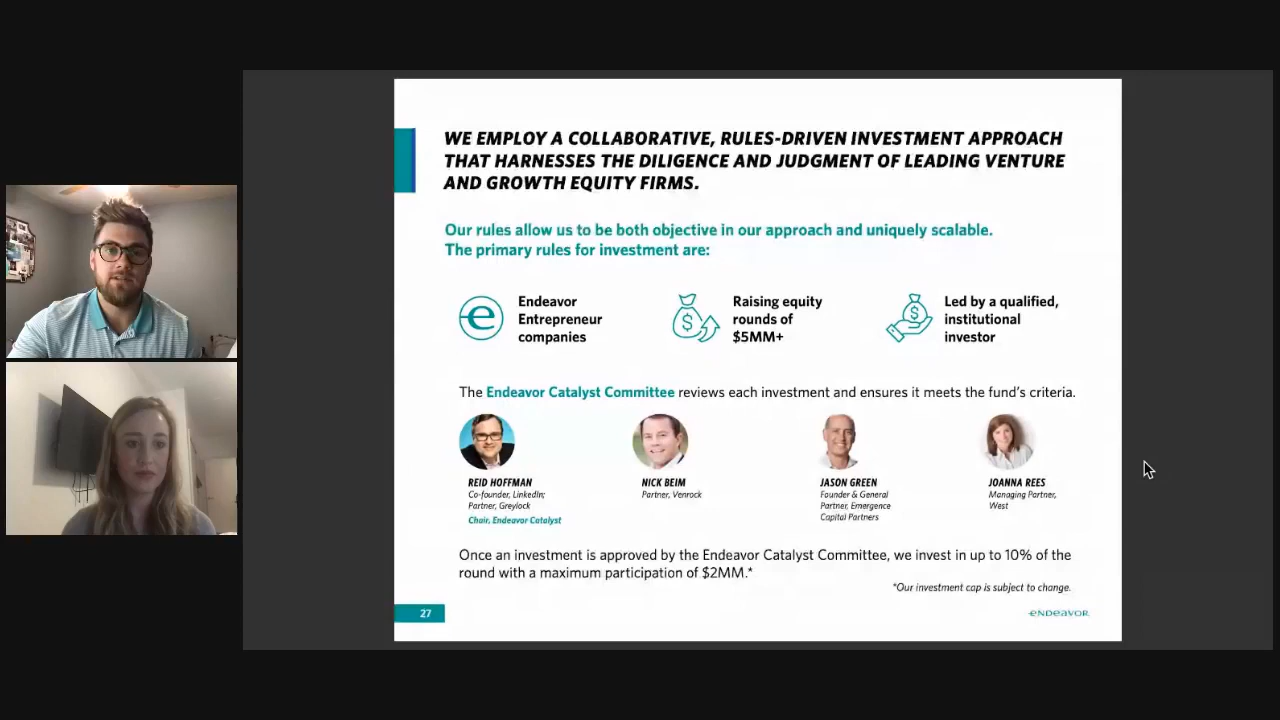 WE EMPLOY A COLLABORATIVE, RULES-DRIVEN INVESTMENT APPROACH
THAT HARNESSES THE DILIGENCE AND JUDGMENT OF LEADING VENTURE
AND GROWTH EQUITY FIRMS.
Our rules allow us to be both objective in our approach and uniquely scalable.
The primary rules for investment are:
Endeavor
Entrepreneur
companies
Raising equity
rounds of
$5MM+
Led by a qualified,
institutional
investor
The Endeavor Catalyst Committee reviews each investment and ensures it meets the fund's criteria.
REID HOFFMAN
Co-founder, LinkedIn;
Partner, Greylock
Chair, Endeavor Catalyst
NICK BEIM
Partner, Venrock
JASON GREEN
Founder & General
Partner, Emergence
Capital Partners
JOANNA REES
Managing Partner,
West
Once an investment is approved by the Endeavor Catalyst Committee, we invest in up to 10% of the
round with a maximum participation of $2MM.*
*Our investment cap is subject to change.
27
ENDEAVOR